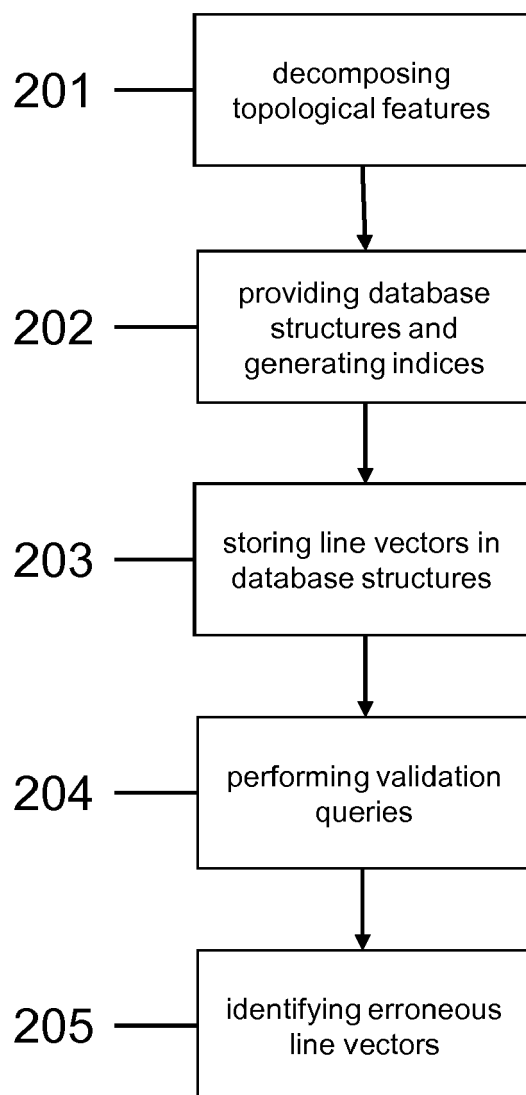 201
decomposing
topological features
202
providing database
structures and
generating indices
203
storing line vectors in
database structures
204
performing validation
queries
205
identifying erroneous
line vectors